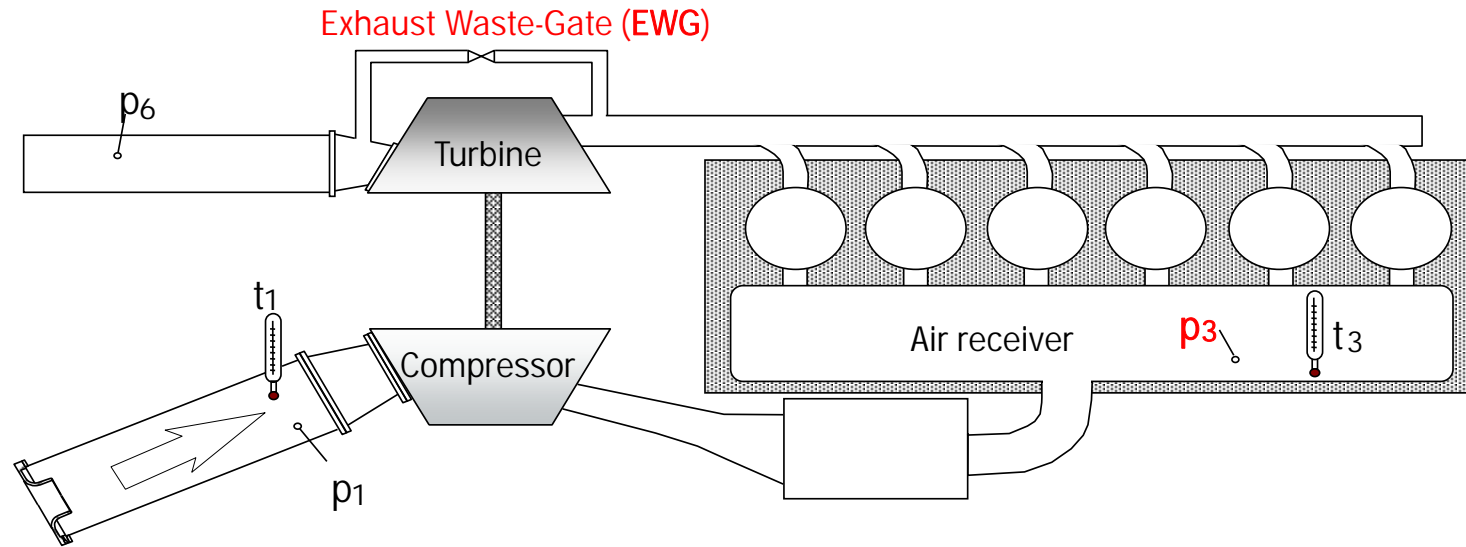 Exhaust Waste-Gate (EWG)
p6
Turbine
t1
Compressor
Air receiver
p3
t3
p1